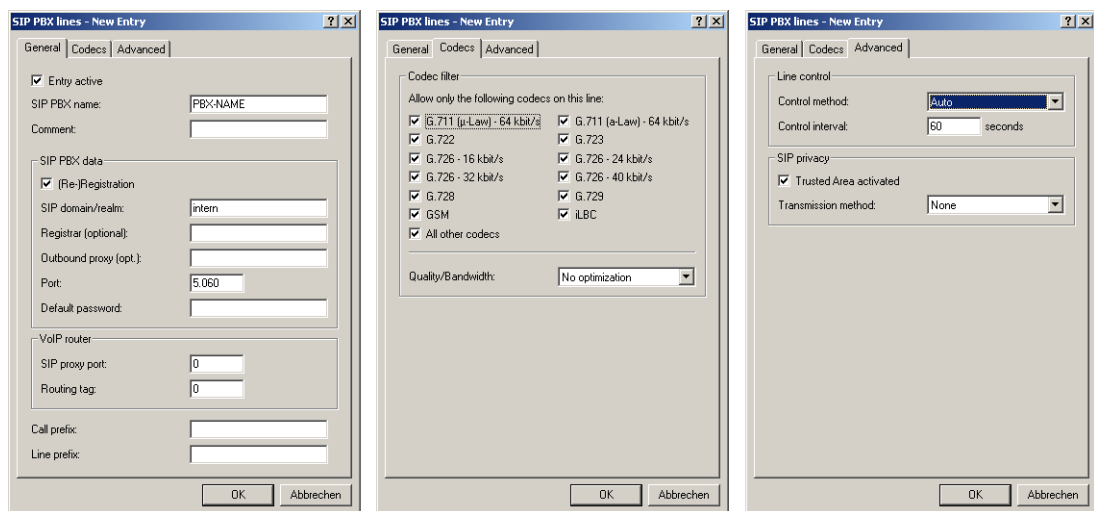 SIP PBX lines - New Entry
General Codecs Advanced
Entry active
SIP PBX name: PBX-NAME
Comment:
SIP PBX data
(Re-)Registration
SIP domain/realm: intern
Registrar (optional):
Outbound proxy (opt.):
Port: 5.060
Default password:
VoIP router
SIP proxy port: 0
Routing tag: 0
Call prefix:
Line prefix:
OK Abbrechen
SIP PBX lines - New Entry
General Codecs Advanced
Codec filter
Allow only the following codecs on this line:
G.711 (µ-Law) - 64 kbit/s G.711 (a-Law) - 64 kbit/s
G.722 G.723
G.726 - 16 kbit/s G.726 - 24 kbit/s
G.726 - 32 kbit/s G.726 - 40 kbit/s
G.728 G.729
GSM iLBC
All other codecs
Quality/Bandwidth: No optimization
OK Abbrechen
SIP PBX lines - New Entry
General Codecs Advanced
Line control
Control method: Auto
Control interval: 60 seconds
SIP privacy
Trusted Area activated
Transmission method: None
OK Abbrechen